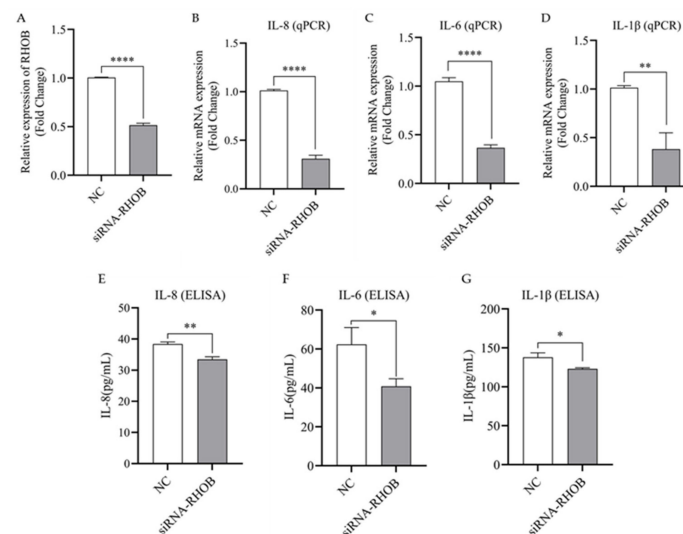 A
Relative expression of RHOB
(Fold Change)
1.5
1.0
0.5
0.0
****
NC
siRNA-RHOB
B
IL-8 (qPCR)
Relative mRNA expression
(Fold Change)
1.5
1.0
0.5
0.0
****
NC
siRNA-RHOB
C
IL-6 (qPCR)
Relative mRNA expression
(Fold Change)
1.5
1.0
0.5
0.0
****
NC
siRNA-RHOB
D
IL-1β (qPCR)
Relative mRNA expression
(Fold Change)
1.5
1.0
0.5
0.0
**
NC
siRNA-RHOB
E
IL-8 (ELISA)
IL-8(pg/mL)
50
40
30
20
10
0
**
NC
siRNA-RHOB
F
IL-6 (ELISA)
IL-6(pg/mL)
80
60
40
20
0
*
NC
siRNA-RHOB
G
IL-1β (ELISA)
IL-1β(pg/mL)
200
150
100
50
0
*
NC
siRNA-RHOB